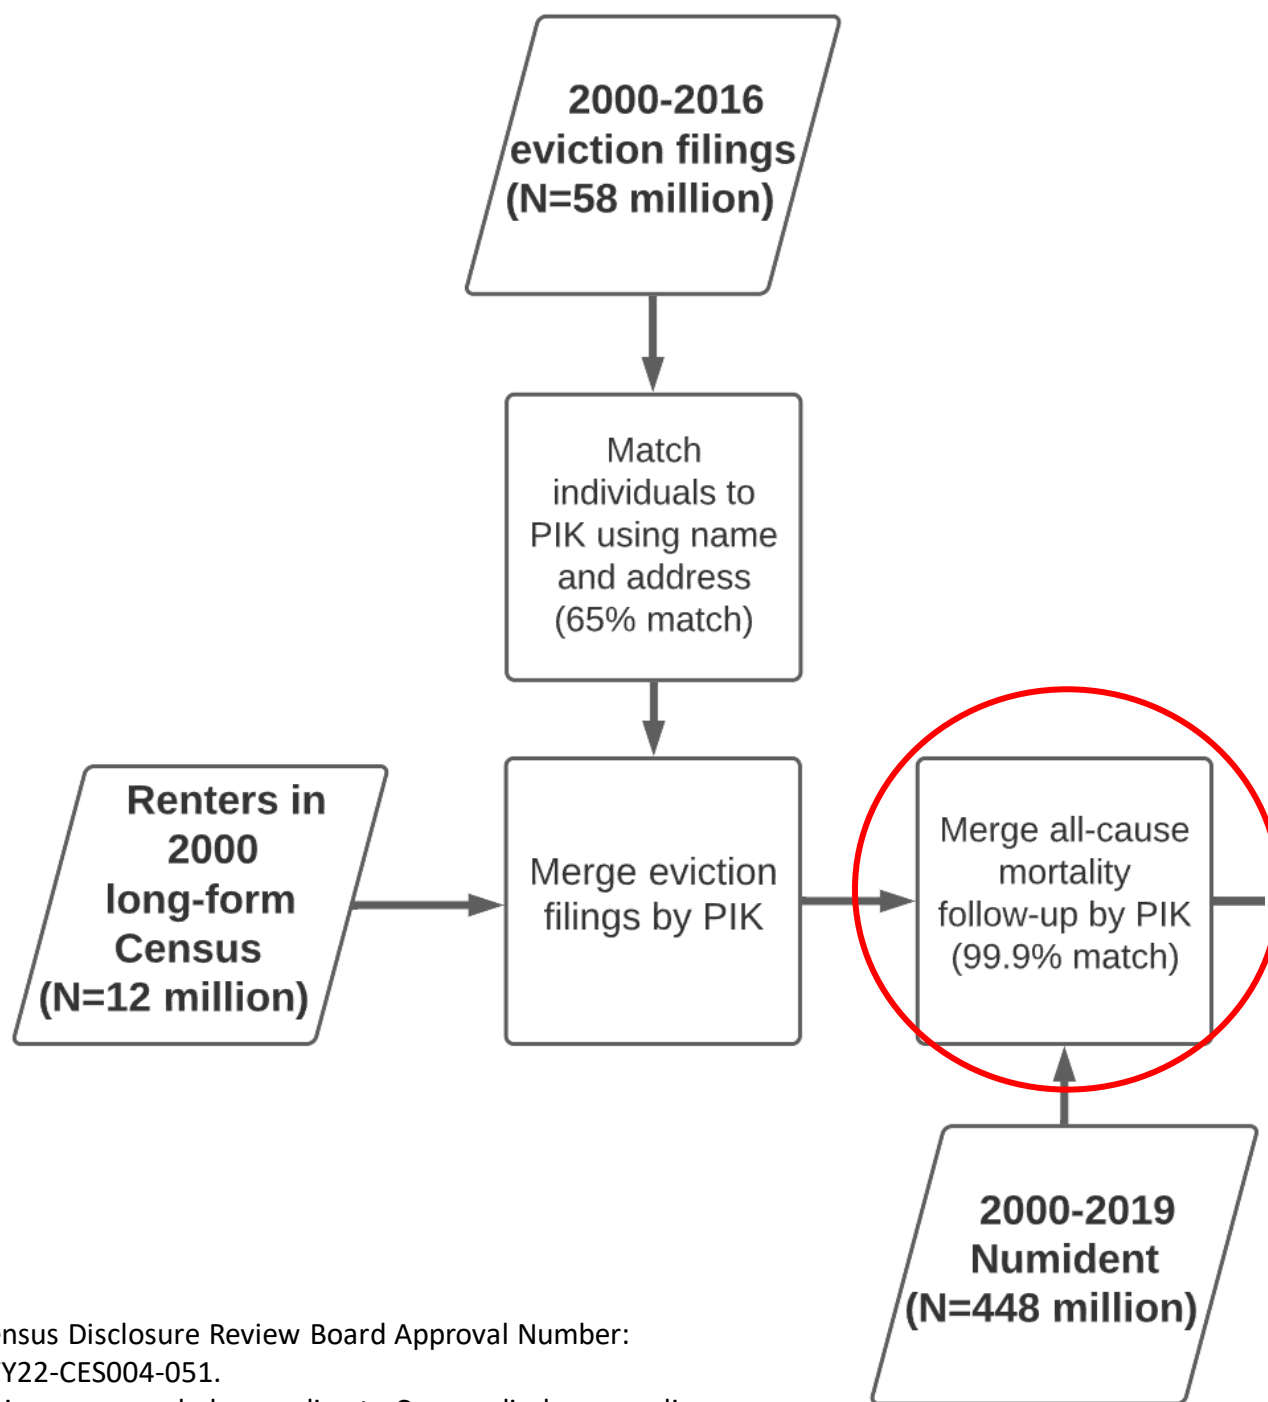 2000-2016
eviction filings
(N=58 million)
Match
individuals to
PIK using name
and address
(65% match)
Renters in
2000
long-form
Census
(N=12 million)
Merge eviction
filings by PIK
Merge all-cause
mortality
follow-up by PIK
(99.9% match)
2000-2019
Numident
(N=448 million)
ensus Disclosure Review Board Approval Number:
Y22-CES004-051.